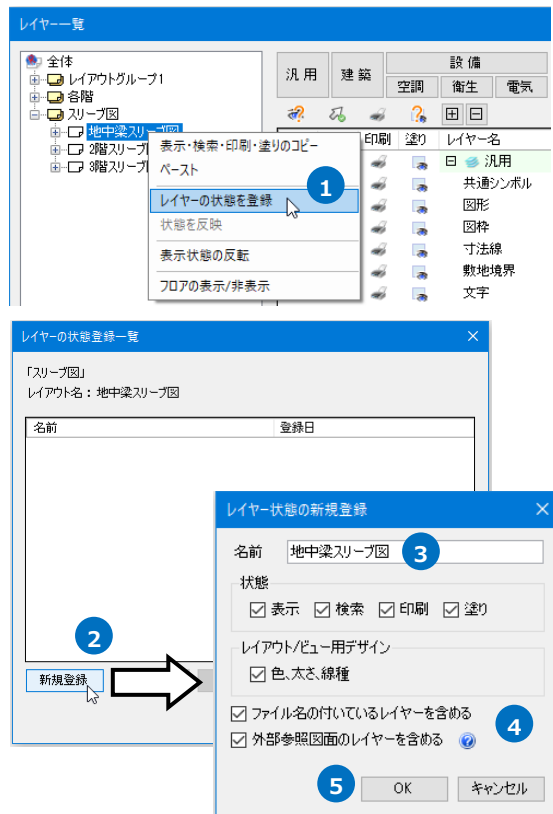 レイヤー一覧
全体
レイアウトグループ1
各階
スリーブ図
地中梁スリーブ図
2階スリーブ
3階スリーブ
汎用
建築
設備
空調
衛生
電気
印刷
塗り
レイヤー名
汎用
共通シンボル
図形
図枠
寸法線
敷地境界
文字
表示・検索・印刷・塗りのコピー
ペースト
レイヤーの状態を登録
1
状態を反映
表示状態の反転
フロアの表示/非表示
レイヤーの状態登録一覧
「スリーブ図」
レイアウト名：地中梁スリーブ図
名前
登録日
2
新規登録
レイヤー状態の新規登録
名前
地中梁スリーブ図
3
状態
表示
検索
印刷
塗り
レイアウト/ビュー用デザイン
色、太さ、線種
ファイル名の付いているレイヤーを含める
外部参照図面のレイヤーを含める
4
5
OK
キャンセル